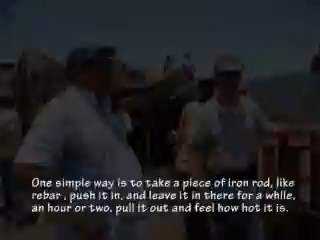 One simple way is to take a piece of iron rod, like
rebar , push it in, and leave it in there for a while,
an hour or two, pull it out and feel how hot it is.